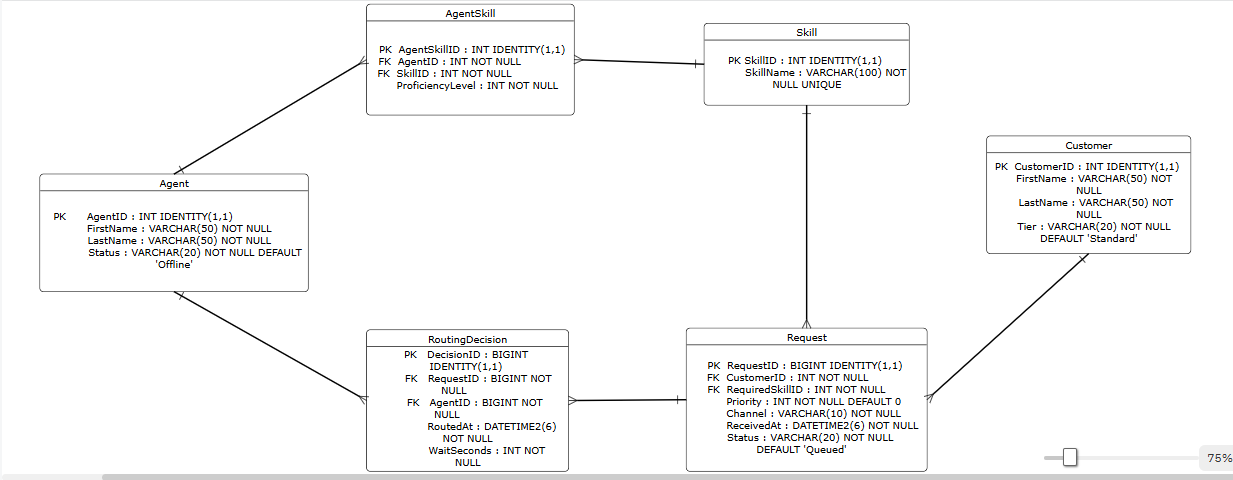 AgentSkill
PK AgentSkillID : INT IDENTITY(1,1)
FK AgentID : INT NOT NULL
FK SkillID : INT NOT NULL
ProficiencyLevel : INT NOT NULL
Skill
PK SkillID : INT IDENTITY(1,1)
SkillName : VARCHAR(100) NOT
NULL UNIQUE
Customer
PK CustomerID : INT IDENTITY(1,1)
FirstName : VARCHAR(50) NOT
NULL
LastName : VARCHAR(50) NOT
NULL
Tier : VARCHAR(20) NOT NULL
DEFAULT 'Standard'
Agent
PK AgentID : INT IDENTITY(1,1)
FirstName : VARCHAR(50) NOT NULL
LastName : VARCHAR(50) NOT NULL
Status : VARCHAR(20) NOT NULL DEFAULT
'Offline'
RoutingDecision
PK DecisionID : BIGINT
IDENTITY(1,1)
FK RequestID : BIGINT NOT
NULL
FK AgentID : BIGINT NOT
NULL
RoutedAt : DATETIME2(6)
NOT NULL
WaitSeconds : INT NOT
NULL
Request
PK RequestID : BIGINT IDENTITY(1,1)
FK CustomerID : INT NOT NULL
FK RequiredSkillID : INT NOT NULL
Priority : INT NOT NULL DEFAULT 0
Channel : VARCHAR(10) NOT NULL
ReceivedAt : DATETIME2(6) NOT NULL
Status : VARCHAR(20) NOT NULL
DEFAULT 'Queued'
75%